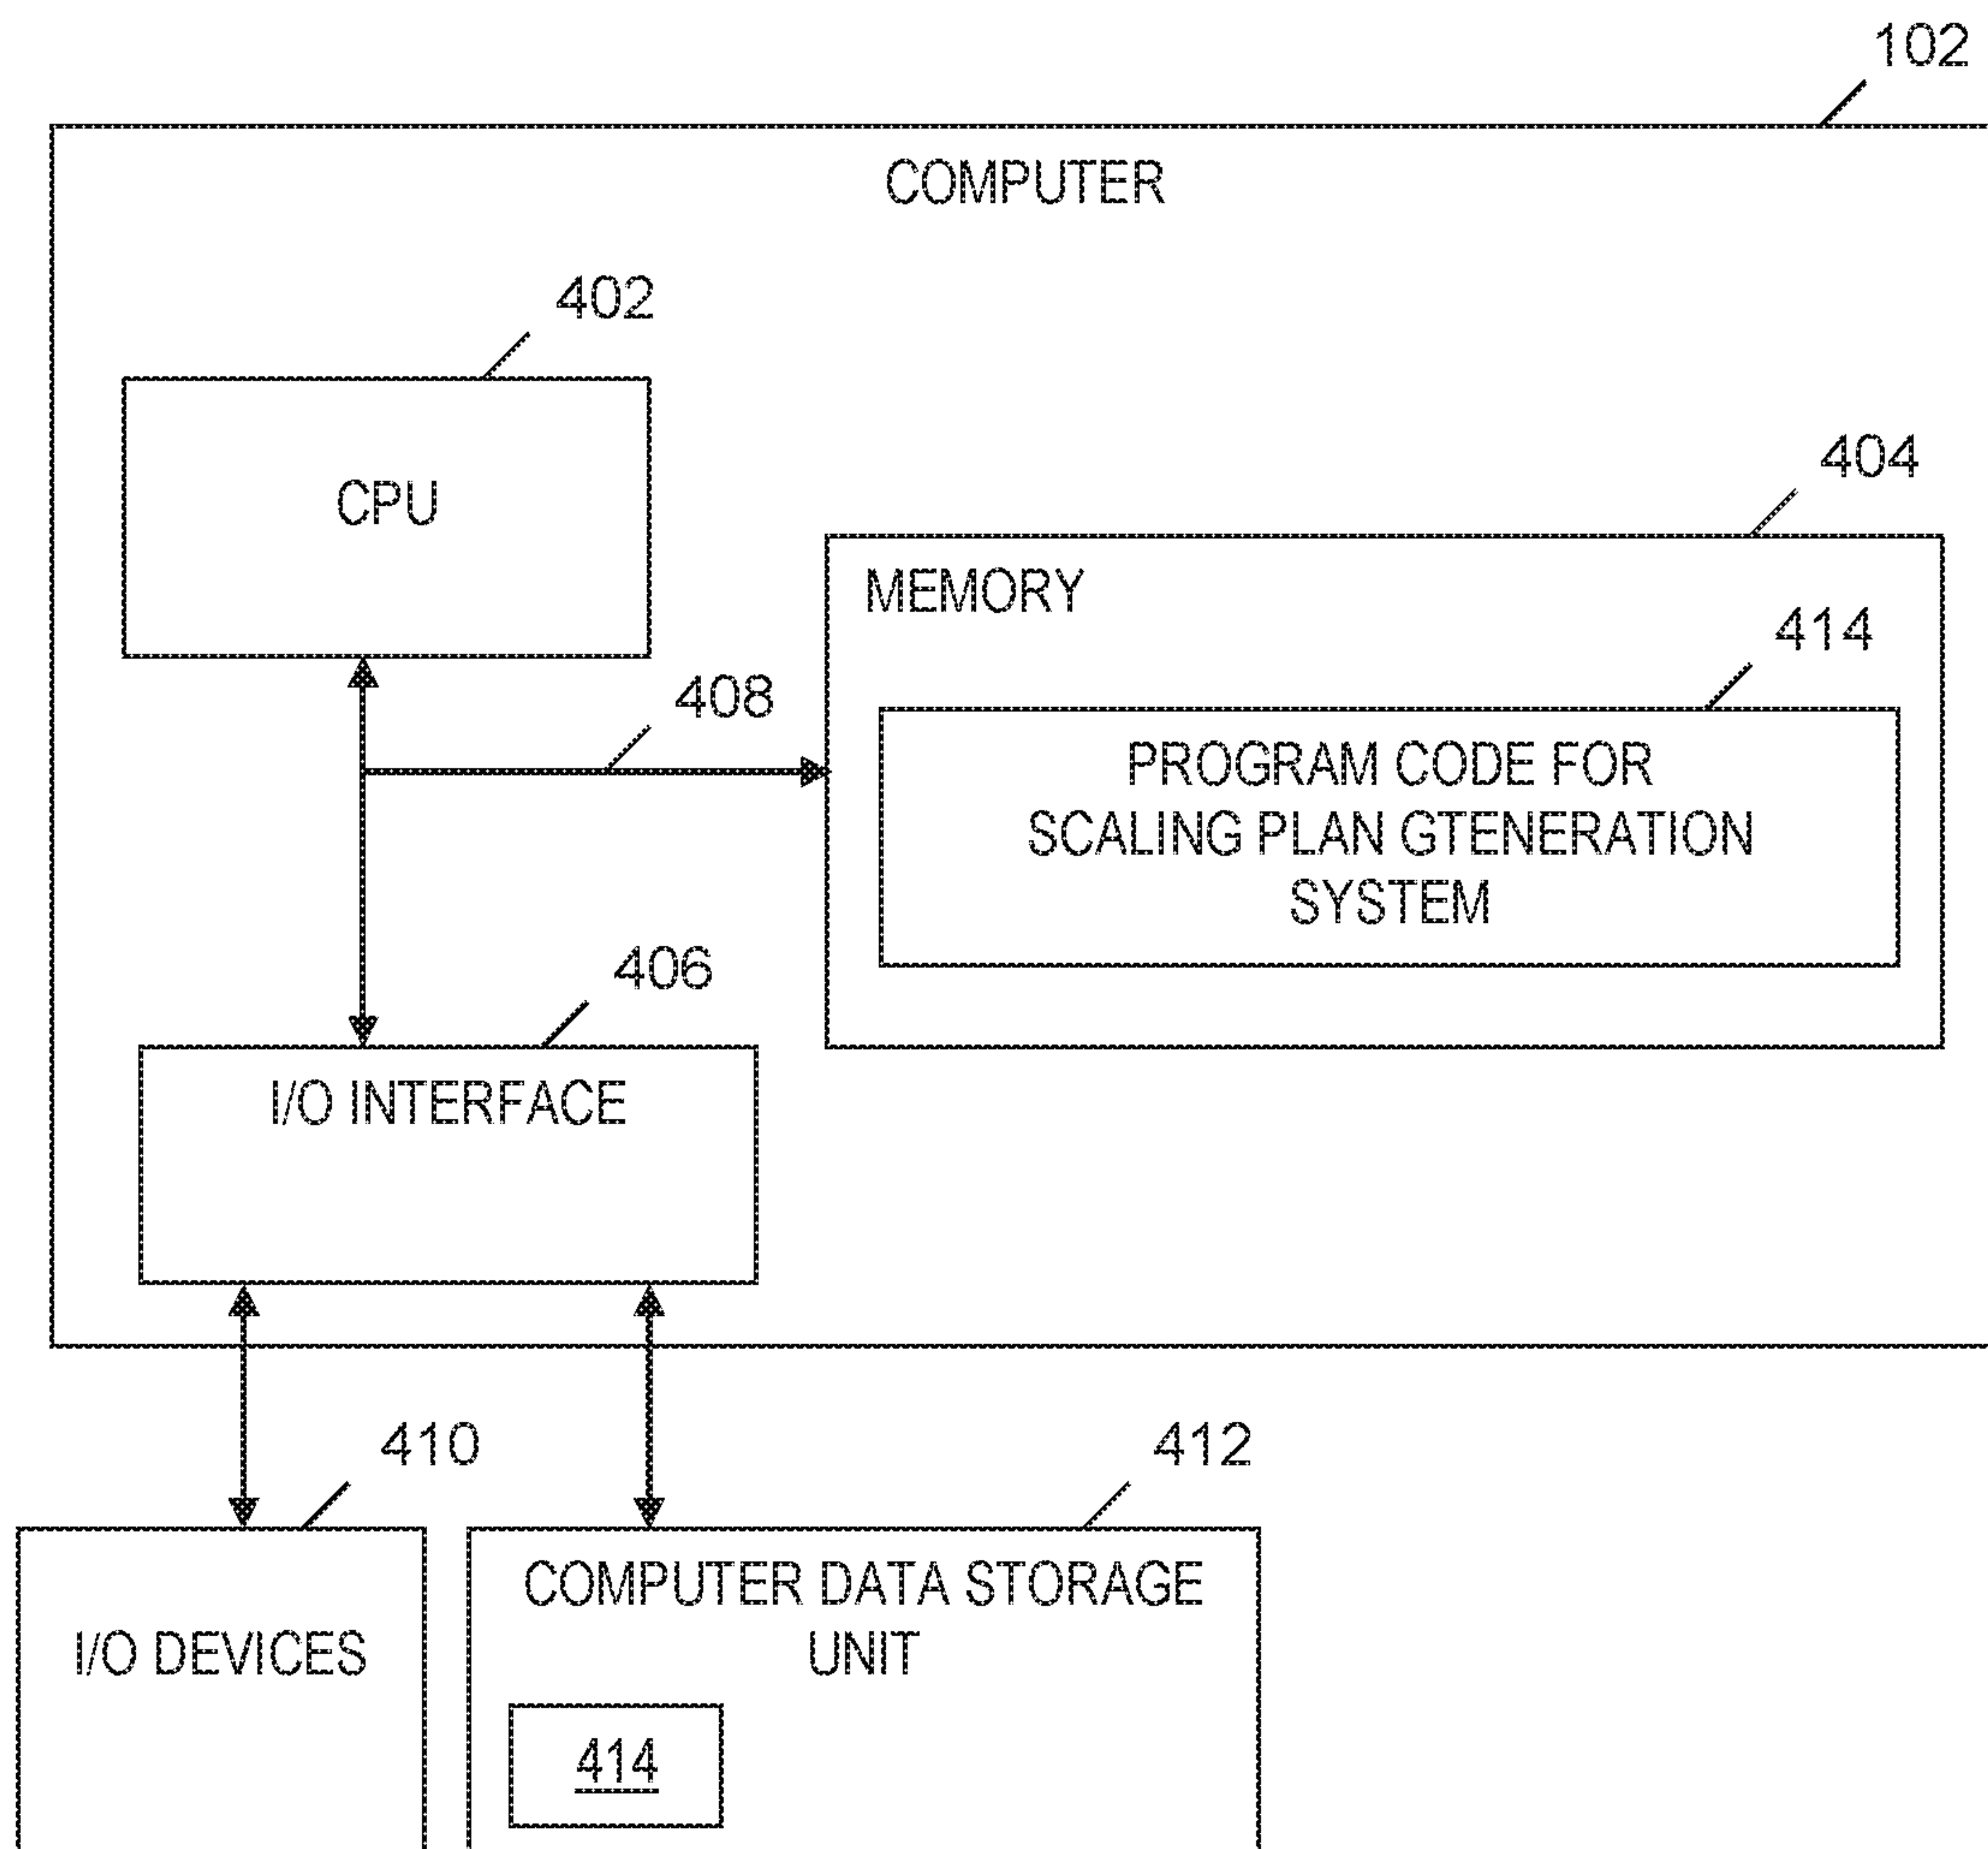 102
COMPUTER
402
CPU
404
MEMORY
414
408
PROGRAM CODE FOR
SCALING PLAN GTENERATION
SYSTEM
406
I/O INTERFACE
410
412
I/O DEVICES
COMPUTER DATA STORAGE
UNIT
414